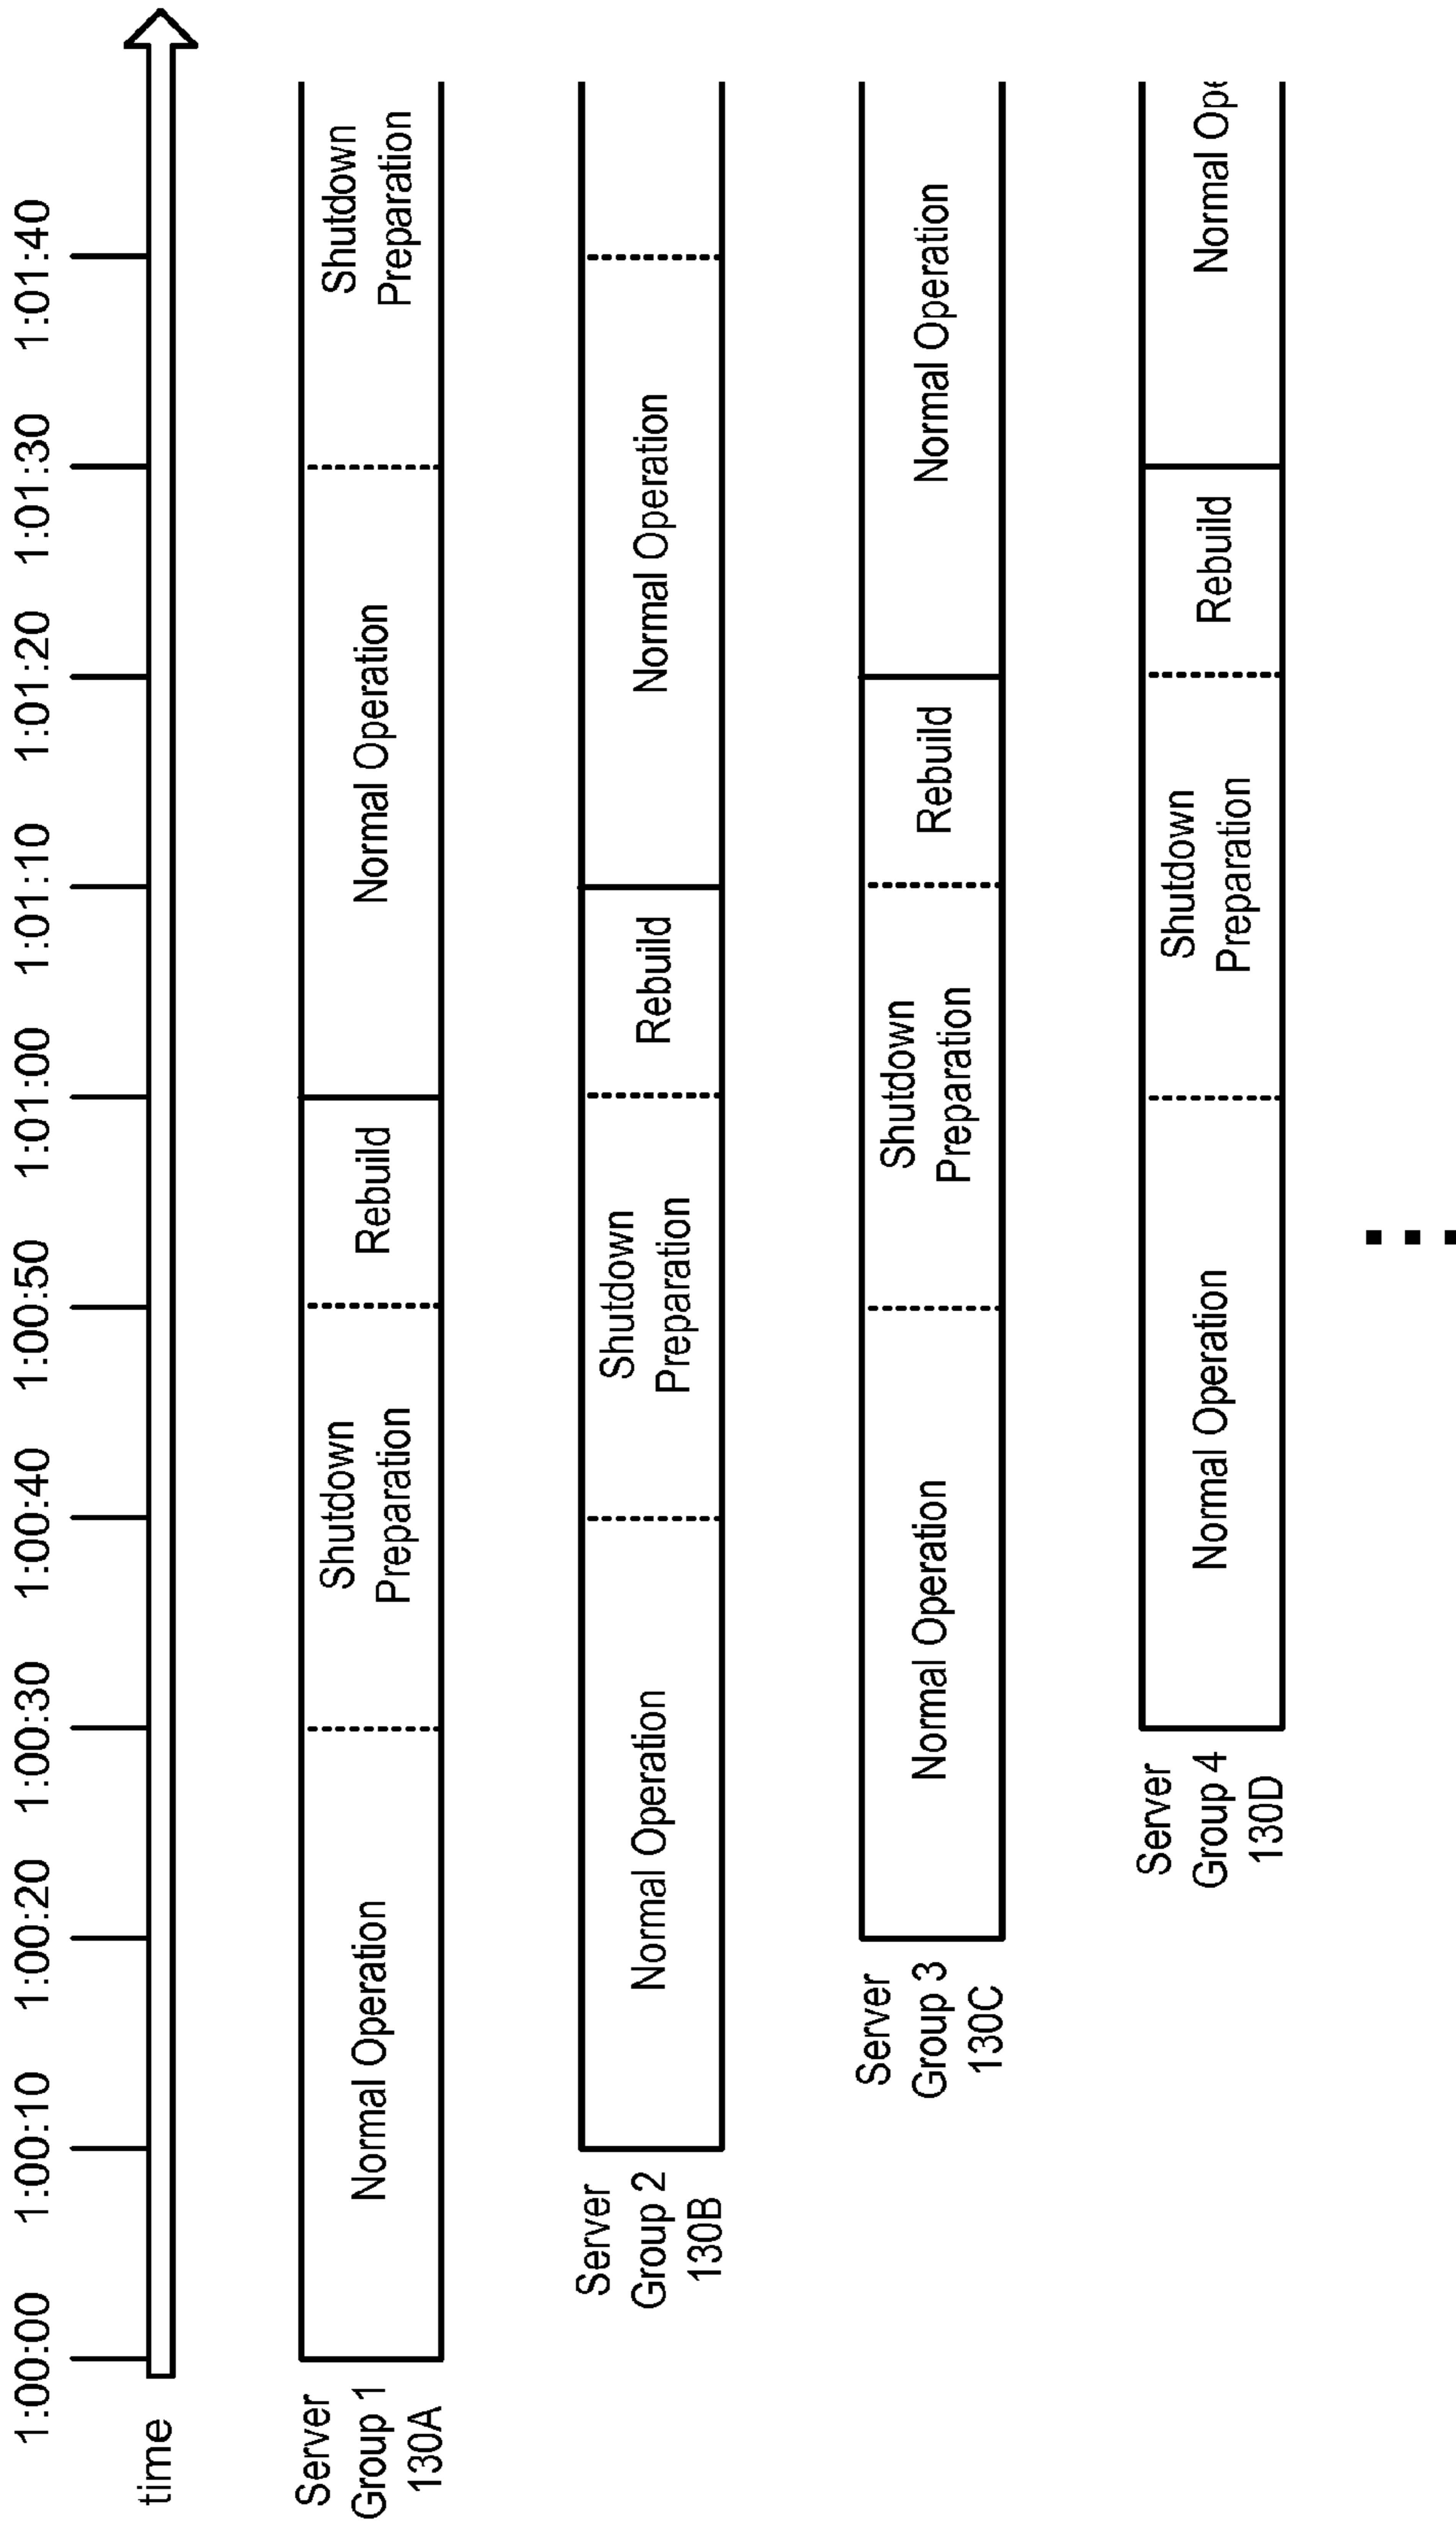 1:00:00 1:00:10 1:00:20 1:00:30 1:00:40 1:00:50 1:01:00 1:01:10 1:01:20 1:01:30 1:01:40
time
Server
Group 1
130A
Normal Operation
Shutdown
Preparation
Rebuild
Normal Operation
Shutdown
Preparation
Server
Group 2
130B
Normal Operation
Shutdown
Preparation
Rebuild
Normal Operation
Server
Group 3
130C
Normal Operation
Shutdown
Preparation
Rebuild
Normal Operation
Server
Group 4
130D
Normal Operation
Shutdown
Preparation
Rebuild
Normal Ope